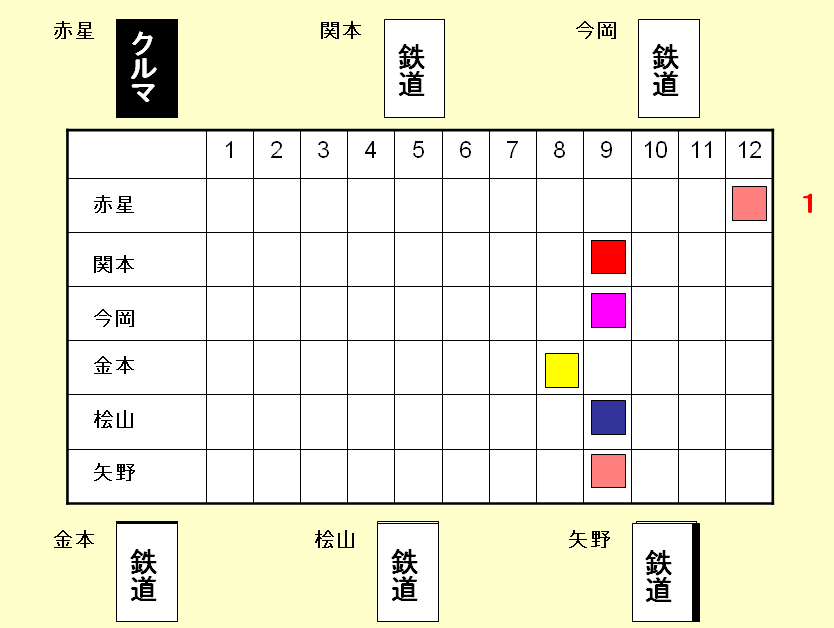 赤星 クルマ 関本 鉄道 今岡 鉄道
1 2 3 4 5 6 7 8 9 10 11 12
赤星 1
関本
今岡
金本
桧山
矢野
金本 鉄道 桧山 鉄道 矢野 鉄道